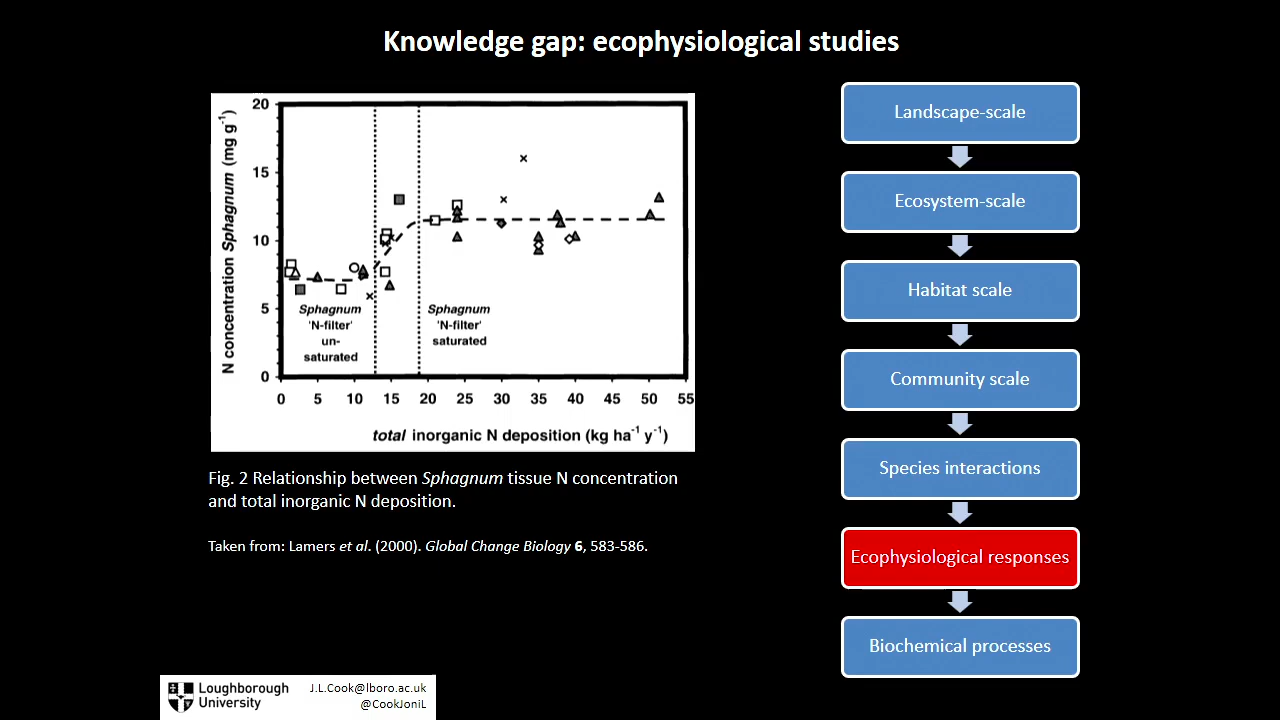 Knowledge gap: ecophysiological studies
N concentration Sphagnum (mg g-1)
20
15
10
5
0
Sphagnum
'N-filter'
un-
saturated
Sphagnum
'N-filter'
saturated
0 5 10 15 20 25 30 35 40 45 50 55
total inorganic N deposition (kg ha-1 y-1)
Fig. 2 Relationship between Sphagnum tissue N concentration
and total inorganic N deposition.
Taken from: Lamers et al. (2000). Global Change Biology 6, 583-586.
Landscape-scale
Ecosystem-scale
Habitat scale
Community scale
Species interactions
Ecophysiological responses
Biochemical processes
Loughborough
University
J.L.Cook@lboro.ac.uk
@CookJoniL